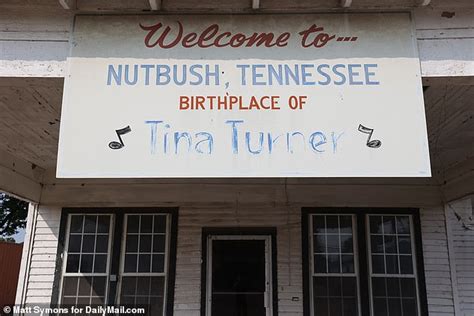 Welcome to...
NUTBUSH, TENNESSEE
BIRTHPLACE OF
Tina Turner
© Matt Symons for DailyMail.com